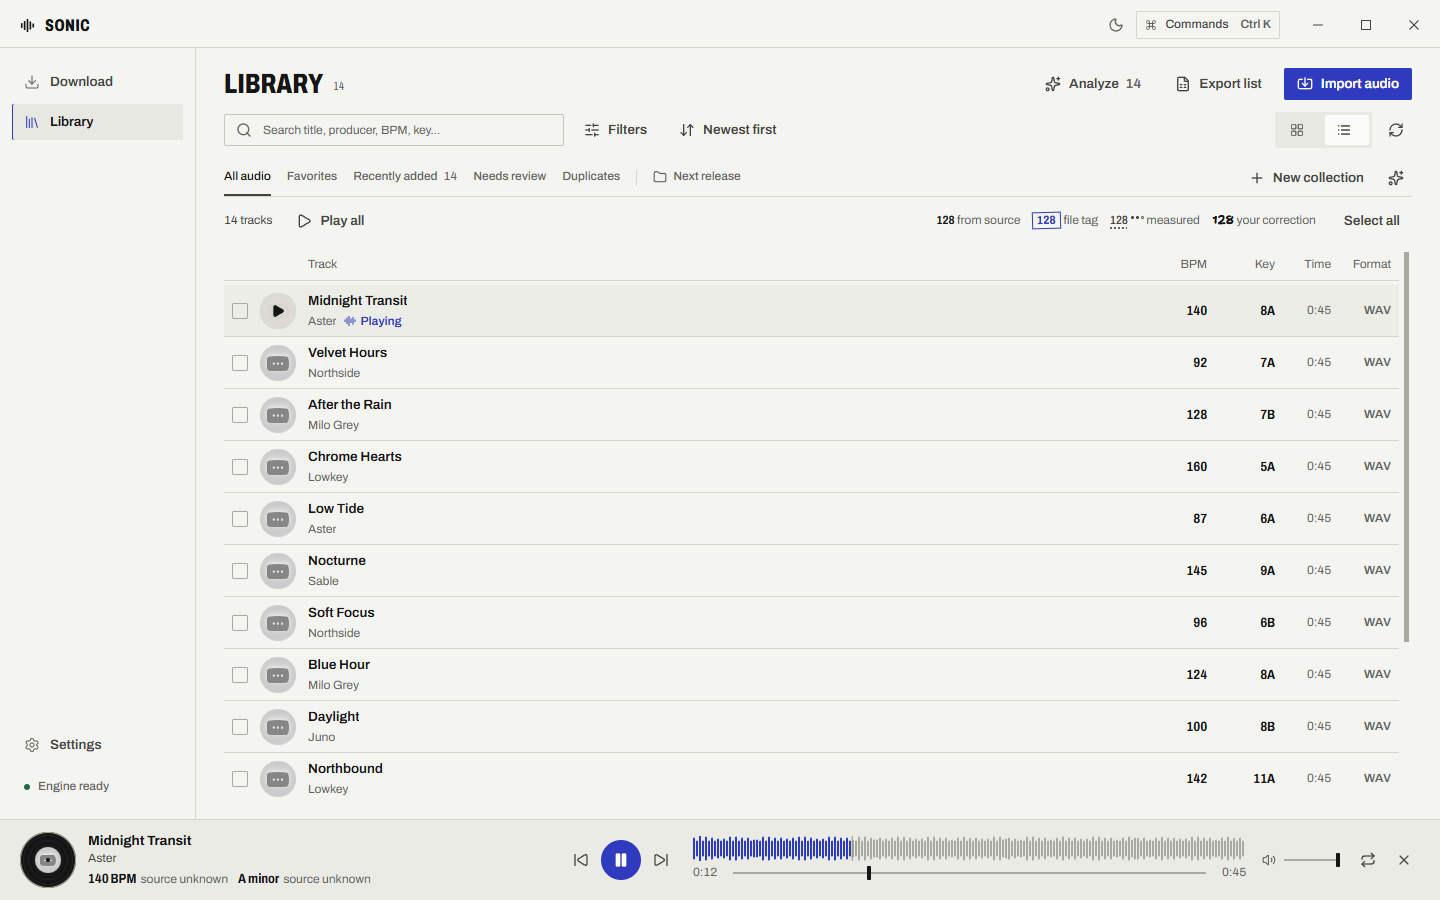 SONIC
Commands Ctrl K
Download
Library
LIBRARY 14
Analyze 14 Export list Import audio
Search title, producer, BPM, key...
Filters Newest first
All audio Favorites Recently added 14 Needs review Duplicates Next release New collection
14 tracks Play all 128 from source 128 file tag 128 measured 128 your correction Select all
Track BPM Key Time Format
Midnight Transit
Aster Playing
140 8A 0:45 WAV
Velvet Hours
Northside
92 7A 0:45 WAV
After the Rain
Milo Grey
128 7B 0:45 WAV
Chrome Hearts
Lowkey
160 5A 0:45 WAV
Low Tide
Aster
87 6A 0:45 WAV
Nocturne
Sable
145 9A 0:45 WAV
Soft Focus
Northside
96 6B 0:45 WAV
Blue Hour
Milo Grey
124 8A 0:45 WAV
Daylight
Juno
100 8B 0:45 WAV
Northbound
Lowkey
142 11A 0:45 WAV
Settings
Engine ready
Midnight Transit
Aster
140 BPM source unknown A minor source unknown
0:12 0:45